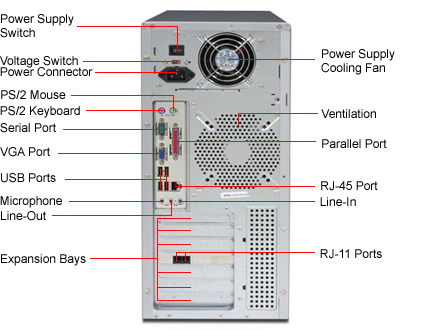 Power Supply
Switch
Voltage Switch
Power Connector
PS/2 Mouse
PS/2 Keyboard
Serial Port
VGA Port
USB Ports
Microphone
Line-Out
Expansion Bays
Power Supply
Cooling Fan
Ventilation
Parallel Port
RJ-45 Port
Line-In
RJ-11 Ports